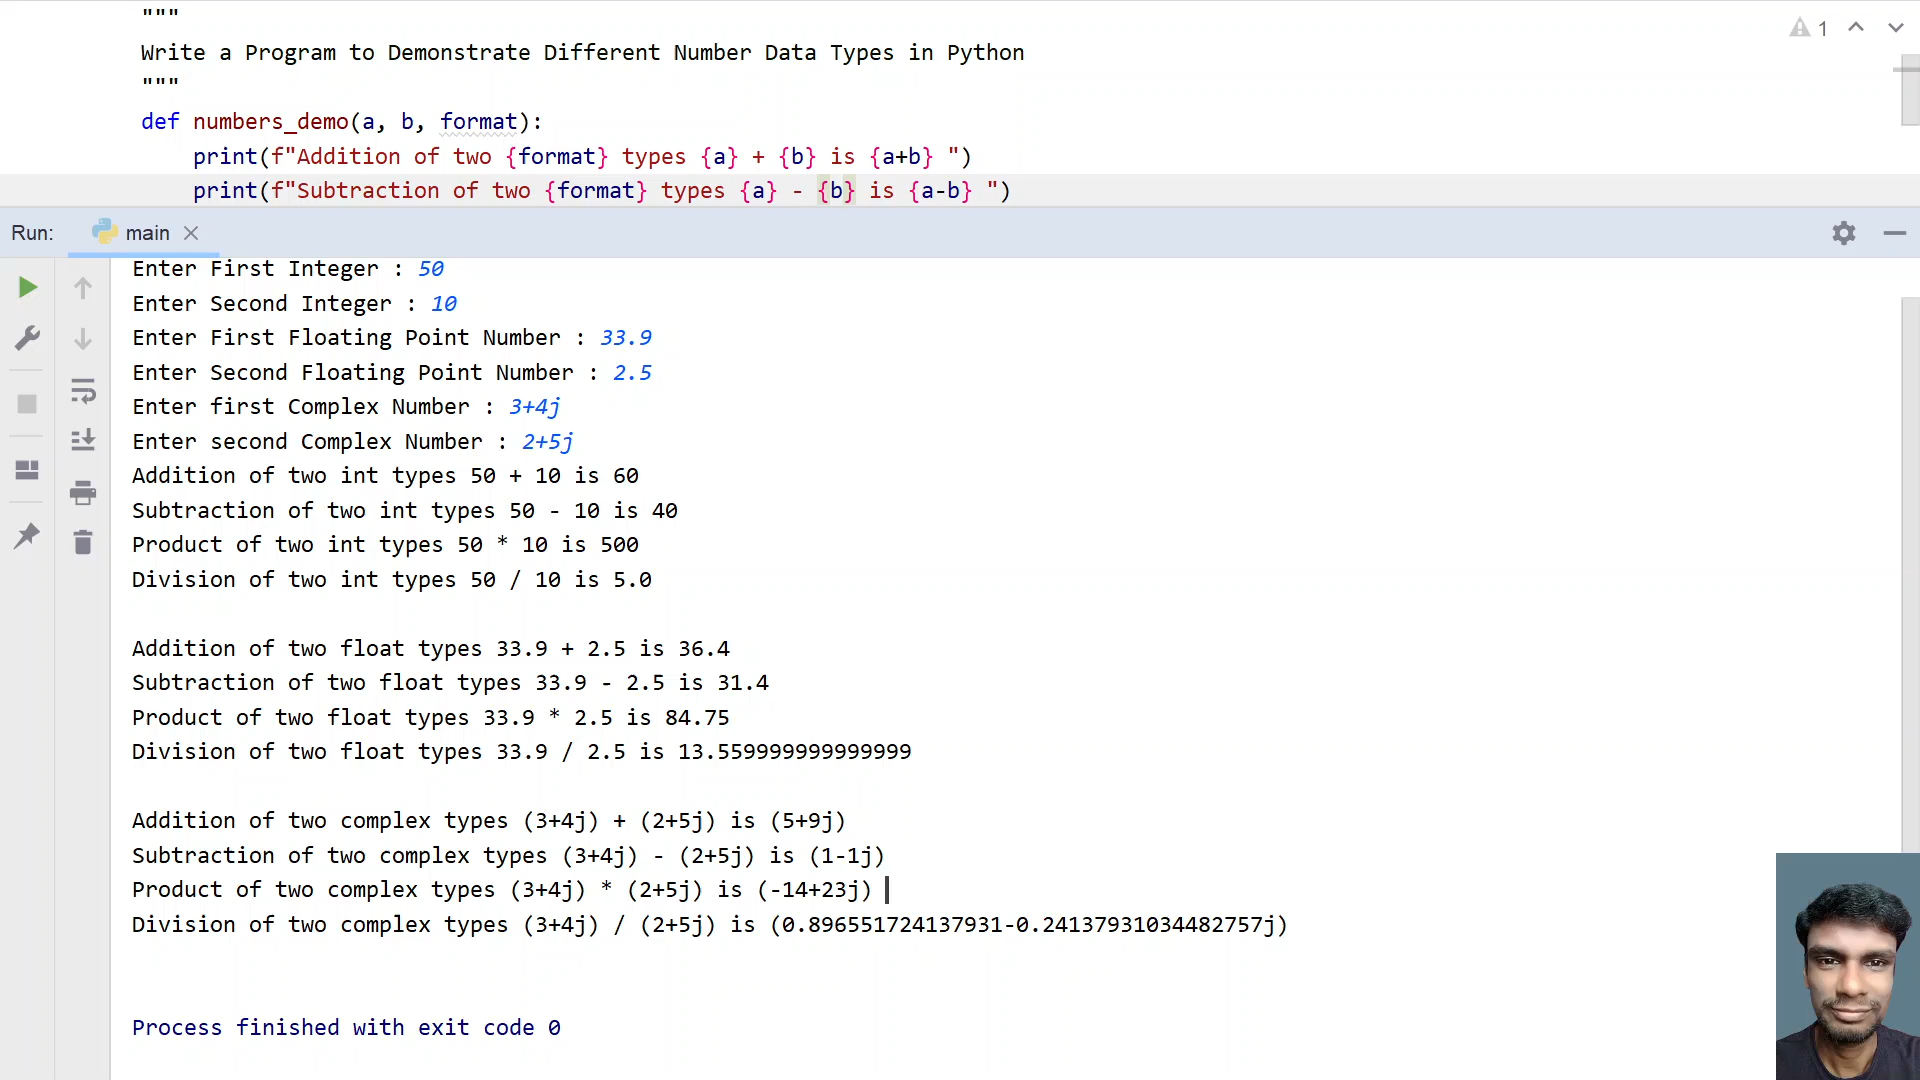 """
Write a Program to Demonstrate Different Number Data Types in Python
"""
def numbers_demo(a, b, format):
print(f"Addition of two {format} types {a} + {b} is {a+b} ")
print(f"Subtraction of two {format} types {a} - {b} is {a-b} ")
1
Run: main
Enter First Integer : 50
Enter Second Integer : 10
Enter First Floating Point Number : 33.9
Enter Second Floating Point Number : 2.5
Enter first Complex Number : 3+4j
Enter second Complex Number : 2+5j
Addition of two int types 50 + 10 is 60
Subtraction of two int types 50 - 10 is 40
Product of two int types 50 * 10 is 500
Division of two int types 50 / 10 is 5.0
Addition of two float types 33.9 + 2.5 is 36.4
Subtraction of two float types 33.9 - 2.5 is 31.4
Product of two float types 33.9 * 2.5 is 84.75
Division of two float types 33.9 / 2.5 is 13.559999999999999
Addition of two complex types (3+4j) + (2+5j) is (5+9j)
Subtraction of two complex types (3+4j) - (2+5j) is (1-1j)
Product of two complex types (3+4j) * (2+5j) is (-14+23j)
Division of two complex types (3+4j) / (2+5j) is (0.896551724137931-0.24137931034482757j)
Process finished with exit code 0